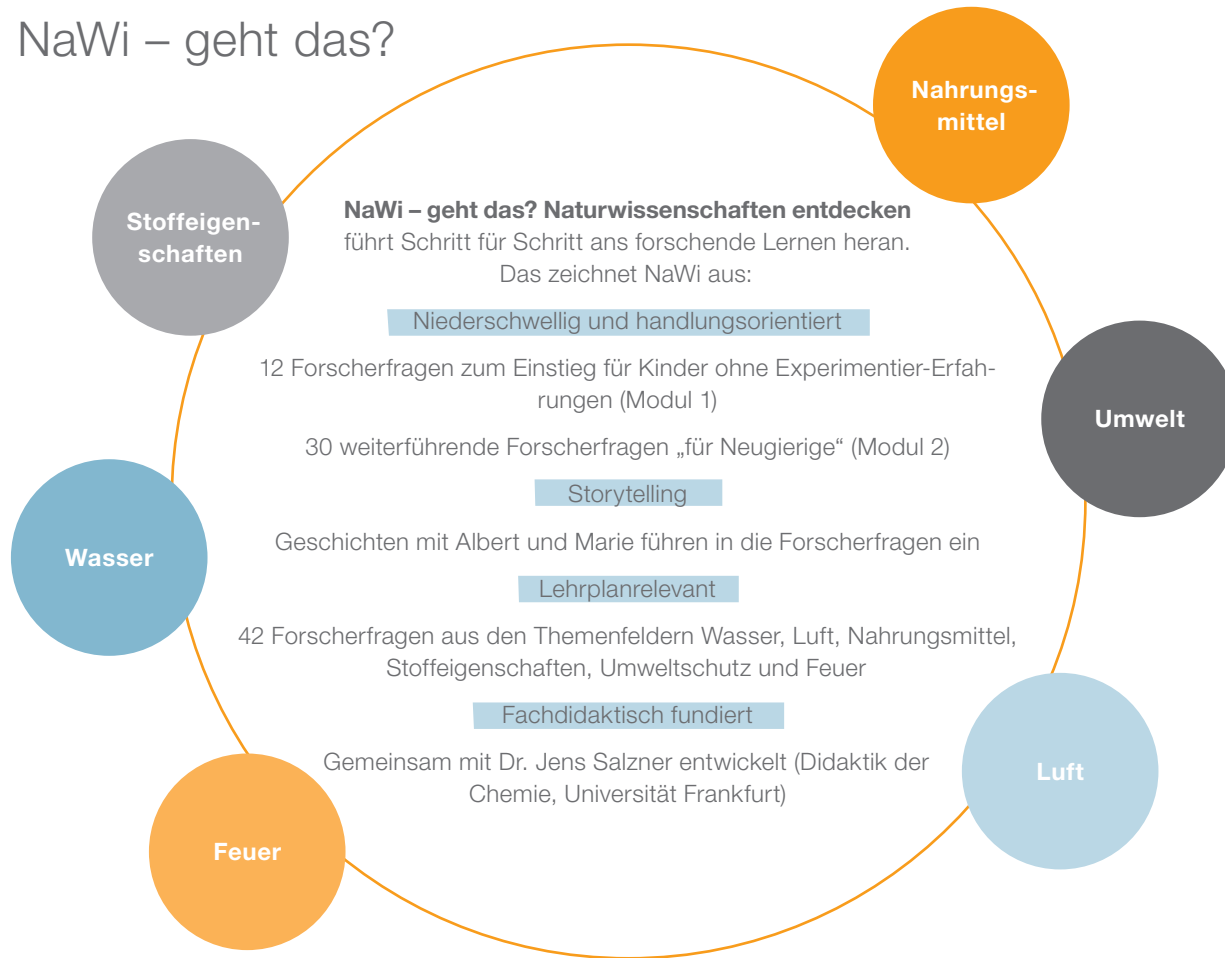 NaWi – geht das?
Nahrungs-
mittel
Stoffeigen-
schaften
NaWi – geht das? Naturwissenschaften entdecken
führt Schritt für Schritt ans forschende Lernen heran.
Das zeichnet NaWi aus:
Niederschwellig und handlungsorientiert
12 Forscherfragen zum Einstieg für Kinder ohne Experimentier-Erfah-
rungen (Modul 1)
30 weiterführende Forscherfragen „für Neugierige“ (Modul 2)
Umwelt
Storytelling
Geschichten mit Albert und Marie führen in die Forscherfragen ein
Wasser
Lehrplanrelevant
42 Forscherfragen aus den Themenfeldern Wasser, Luft, Nahrungsmittel,
Stoffeigenschaften, Umweltschutz und Feuer
Fachdidaktisch fundiert
Gemeinsam mit Dr. Jens Salzner entwickelt (Didaktik der
Chemie, Universität Frankfurt)
Luft
Feuer